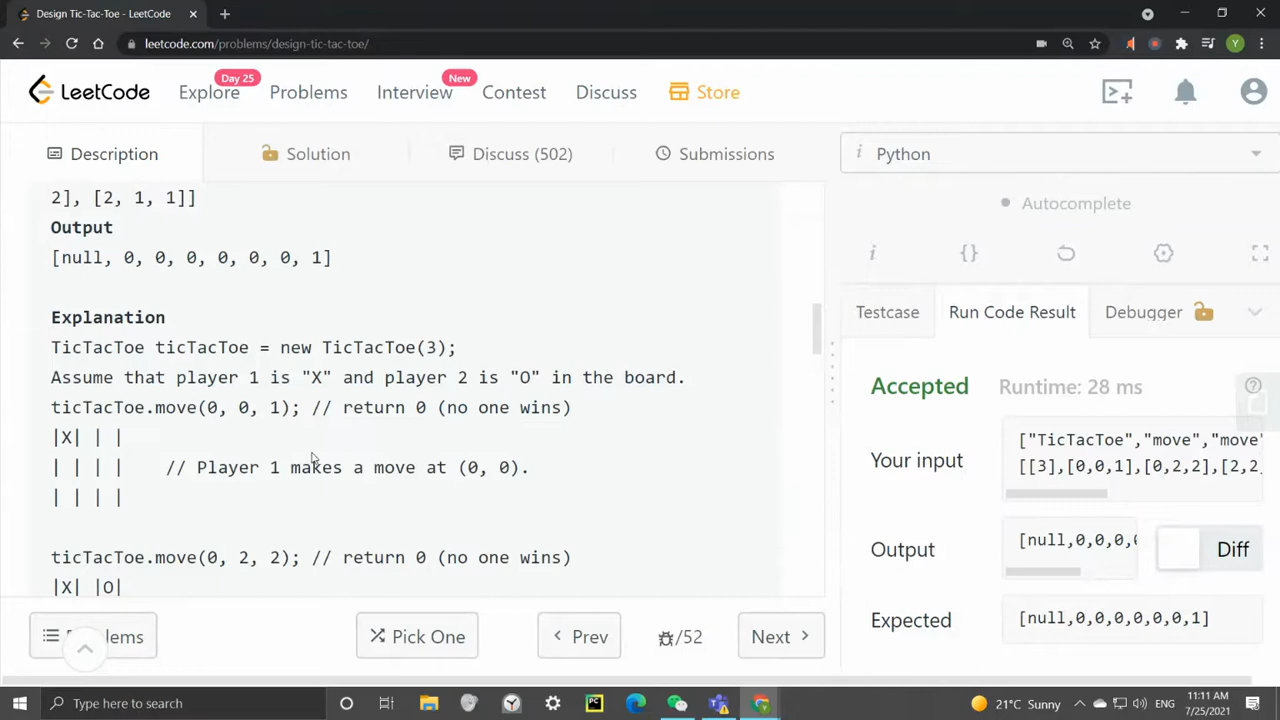 Design Tic-Tac-Toe - LeetCode
leetcode.com/problems/design-tic-tac-toe/
Y
LeetCode
Explore
Day 25
Problems
Interview
New
Contest
Discuss
Store
Description
Solution
Discuss (502)
Submissions
i Python
Autocomplete
i {}
2], [2, 1, 1]]
Output
[null, 0, 0, 0, 0, 0, 0, 1]
Explanation
TicTacToe ticTacToe = new TicTacToe(3);
Assume that player 1 is "X" and player 2 is "O" in the board.
ticTacToe.move(0, 0, 1); // return 0 (no one wins)
|X| | |
| | | |    // Player 1 makes a move at (0, 0).
| | | |
ticTacToe.move(0, 2, 2); // return 0 (no one wins)
|X| |O|
Testcase
Run Code Result
Debugger
Accepted
Runtime: 28 ms
Your input
["TicTacToe","move","move"
[[3],[0,0,1],[0,2,2],[2,2,
Output
[null,0,0,0,0
Diff
Expected
[null,0,0,0,0,0,0,1]
Pick One
Prev
/52
Next
Type here to search
21°C Sunny
ENG
11:11 AM
7/25/2021